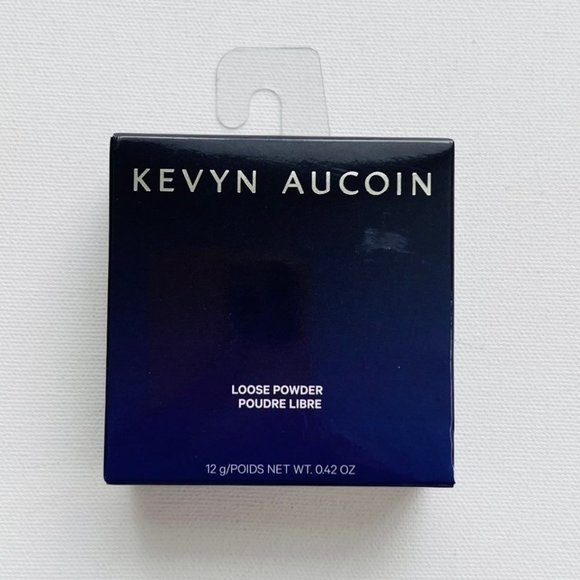 KEVYN AUCOIN
LOOSE POWDER
POUDRE LIBRE
12 g/POIDS NET WT. 0.42 OZ